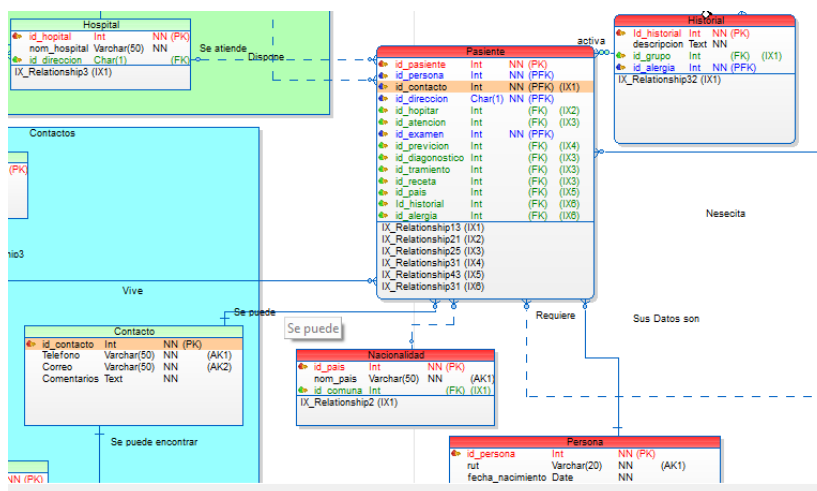 Hospital
id_hopital Int NN (PK)
nom_hospital Varchar(50) NN
id_direccion Char(1) (FK)
IX_Relationship3 (IX1)
Se atiende
Dispone
activa
Historial
Id_historial Int NN (PK)
descripcion Text NN
id_grupo Int (FK) (IX1)
id_alergia Int NN (PFK)
IX_Relationship32 (IX1)
Pasiente
id_pasiente Int NN (PK)
id_persona Int NN (PFK)
id_contacto Int NN (PFK) (IX1)
id_direccion Char(1) NN (PFK)
id_hopitar Int (FK) (IX2)
id_atencion Int (FK) (IX3)
id_examen Int NN (PFK)
id_previcion Int (FK) (IX4)
id_diagonostico Int (FK) (IX3)
id_tramiento Int (FK) (IX3)
id_receta Int (FK) (IX3)
id_pais Int (FK) (IX5)
Id_historial Int (FK) (IX6)
id_alergia Int (FK) (IX6)
IX_Relationship13 (IX1)
IX_Relationship21 (IX2)
IX_Relationship25 (IX3)
IX_Relationship31 (IX4)
IX_Relationship43 (IX5)
IX_Relationship31 (IX6)
Contactos
(PK)
hip3
Vive
Nesecita
Se puede
Se puede
Requiere
Sus Datos son
Contacto
id_contacto Int NN (PK)
Telefono Varchar(50) NN (AK1)
Correo Varchar(50) NN (AK2)
Comentarios Text NN
Nacionalidad
id_pais Int NN (PK)
nom_pais Varchar(50) NN (AK1)
id_comuna Int (FK) (IX1)
IX_Relationship2 (IX1)
Se puede encontrar
Persona
id_persona Int NN (PK)
rut Varchar(20) NN (AK1)
fecha_nacimiento Date NN
NN (PK)